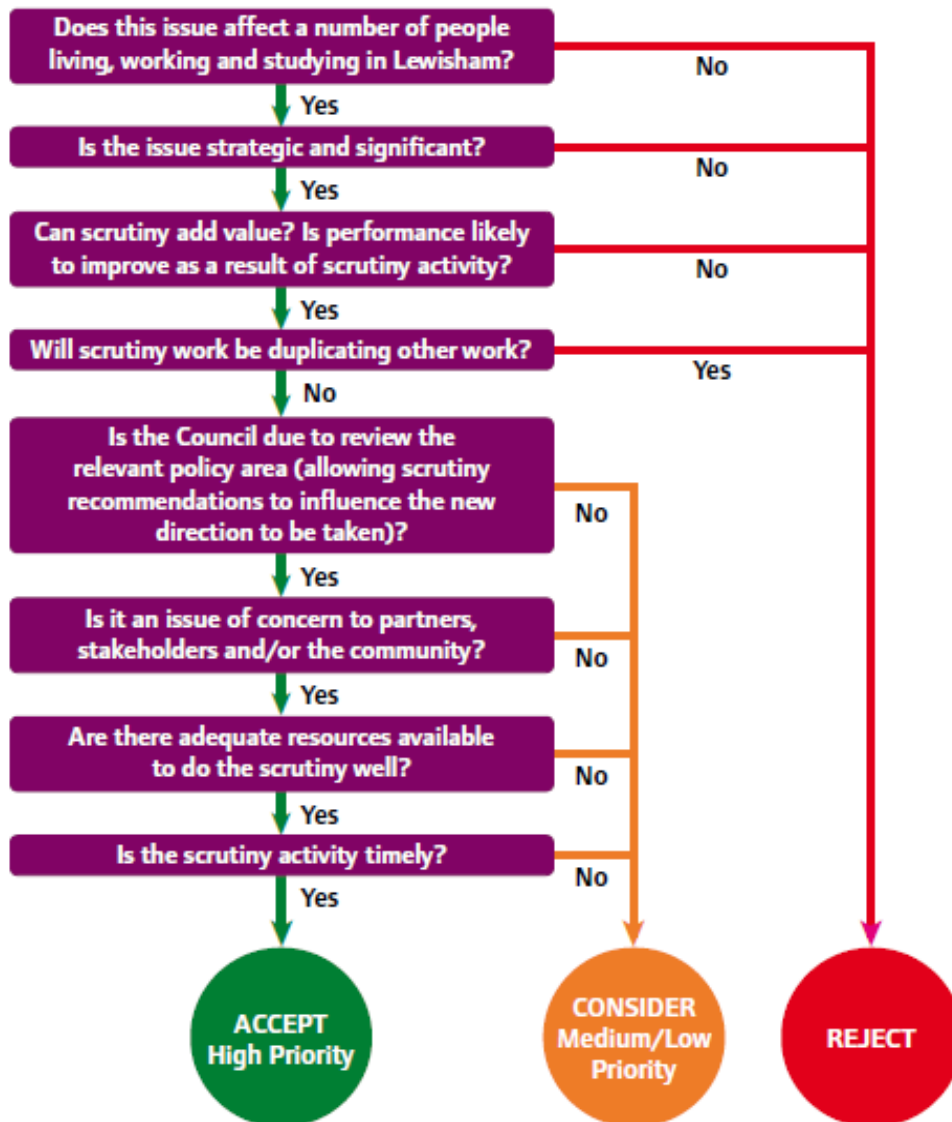 Does this issue affect a number of people
living, working and studying in Lewisham?
No
Yes
Is the issue strategic and significant?
No
Yes
Can scrutiny add value? Is performance likely
to improve as a result of scrutiny activity?
No
Yes
Will scrutiny work be duplicating other work?
Yes
No
Is the Council due to review the
relevant policy area (allowing scrutiny
recommendations to influence the new
direction to be taken)?
No
Yes
Is it an issue of concern to partners,
stakeholders and/or the community?
No
Yes
Are there adequate resources available
to do the scrutiny well?
No
Yes
Is the scrutiny activity timely?
No
Yes
ACCEPT
High Priority
CONSIDER
Medium/Low
Priority
REJECT